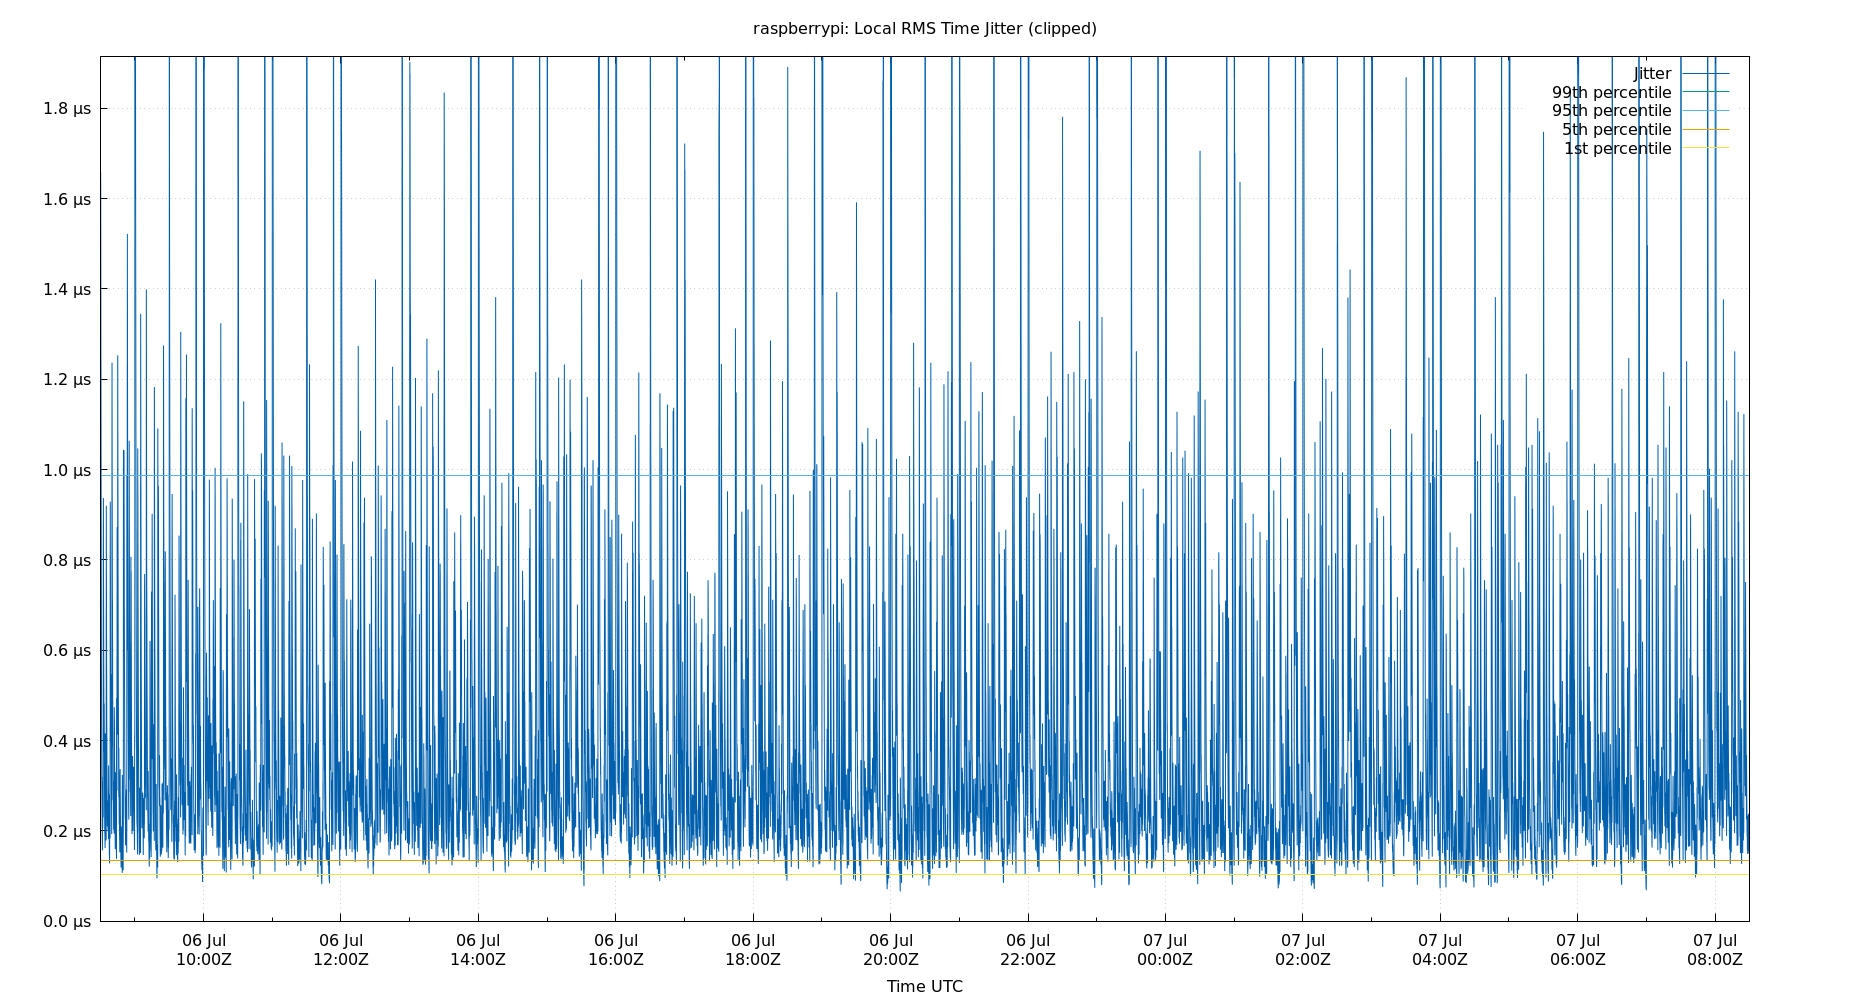 raspberrypi: Local RMS Time Jitter (clipped)
Jitter
99th percentile
95th percentile
5th percentile
1st percentile
1.8 µs
1.6 µs
1.4 µs
1.2 µs
1.0 µs
0.8 µs
0.6 µs
0.4 µs
0.2 µs
0.0 µs
06 Jul 06 Jul 06 Jul 06 Jul 06 Jul 06 Jul 06 Jul 07 Jul 07 Jul 07 Jul 07 Jul 07 Jul
10:00Z 12:00Z 14:00Z 16:00Z 18:00Z 20:00Z 22:00Z 00:00Z 02:00Z 04:00Z 06:00Z 08:00Z
Time UTC